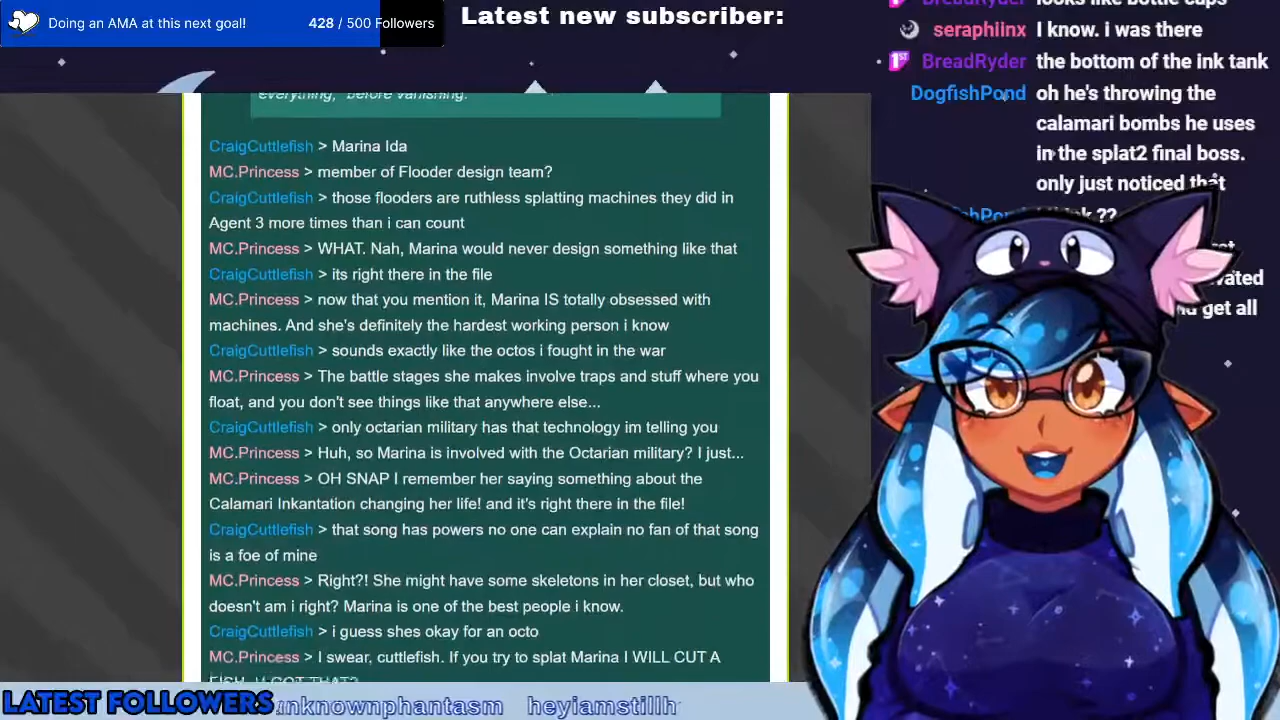 Doing an AMA at this next goal! 428 / 500 Followers
Latest new subscriber:
everything," before vanishing.
CraigCuttlefish > Marina Ida
MC.Princess > member of Flooder design team?
CraigCuttlefish > those flooders are ruthless splatting machines they did in
Agent 3 more times than i can count
MC.Princess > WHAT. Nah, Marina would never design something like that
CraigCuttlefish > its right there in the file
MC.Princess > now that you mention it, Marina IS totally obsessed with
machines. And she's definitely the hardest working person i know
CraigCuttlefish > sounds exactly like the octos i fought in the war
MC.Princess > The battle stages she makes involve traps and stuff where you
float, and you don't see things like that anywhere else...
CraigCuttlefish > only octarian military has that technology im telling you
MC.Princess > Huh, so Marina is involved with the Octarian military? I just...
MC.Princess > OH SNAP I remember her saying something about the
Calamari Inkantation changing her life! and it's right there in the file!
CraigCuttlefish > that song has powers no one can explain no fan of that song
is a foe of mine
MC.Princess > Right?! She might have some skeletons in her closet, but who
doesn't am i right? Marina is one of the best people i know.
CraigCuttlefish > i guess shes okay for an octo
MC.Princess > I swear, cuttlefish. If you try to splat Marina I WILL CUT A
GOT THAT?
BreadRyder looks like bottle caps
seraphiinx I know. i was there
1ST BreadRyder the bottom of the ink tank
DogfishPond oh he's throwing the
calamari bombs he uses
in the splat2 final boss.
only just noticed that
??
get all
LATEST FOLLOWERS unknownphantasm heyiamstillh